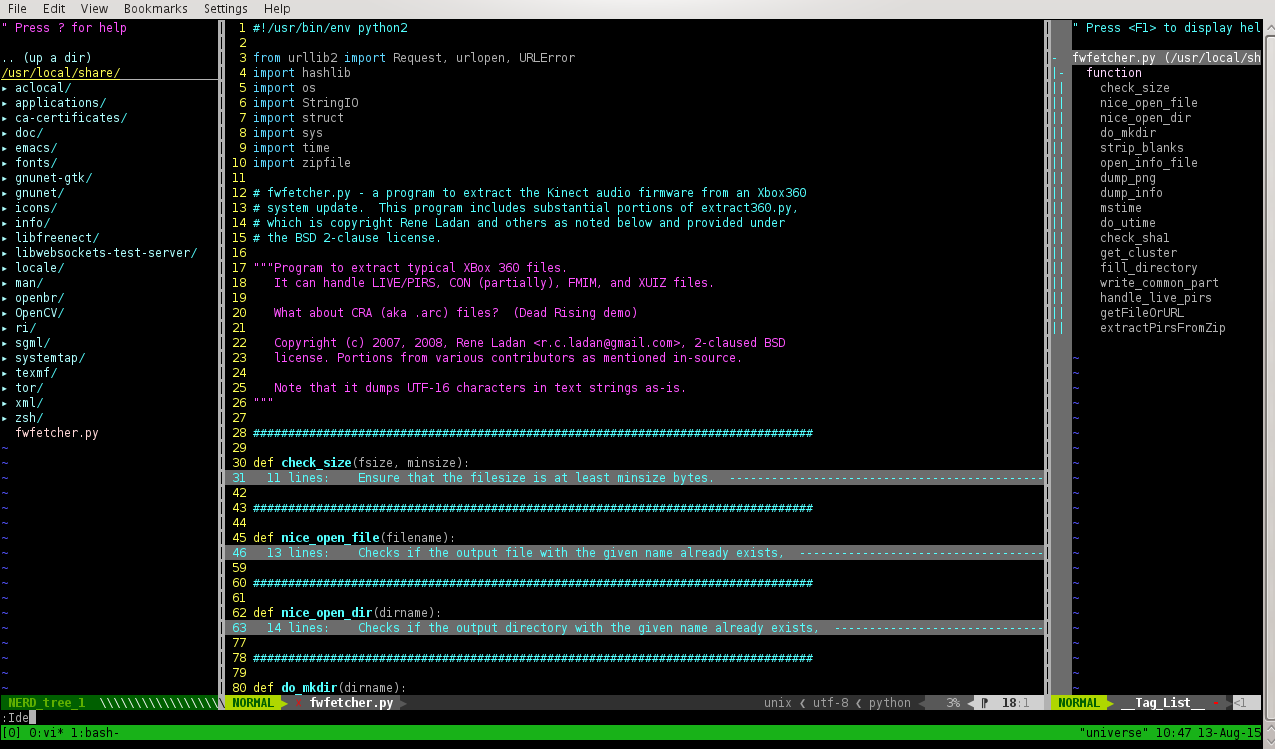 File Edit View Bookmarks Settings Help
" Press ? for help
.. (up a dir)
/usr/local/share/
▸ aclocal/
▸ applications/
▸ ca-certificates/
▸ doc/
▸ emacs/
▸ fonts/
▸ gnunet-gtk/
▸ gnunet/
▸ icons/
▸ info/
▸ libfreenect/
▸ libwebsockets-test-server/
▸ locale/
▸ man/
▸ openbr/
▸ OpenCV/
▸ ri/
▸ sgml/
▸ systemtap/
▸ texmf/
▸ tor/
▸ xml/
▸ zsh/
fwfetcher.py
1 #!/usr/bin/env python2
2
3 from urllib2 import Request, urlopen, URLError
4 import hashlib
5 import os
6 import StringIO
7 import struct
8 import sys
9 import time
10 import zipfile
11
12 # fwfetcher.py - a program to extract the Kinect audio firmware from an Xbox360
13 # system update.  This program includes substantial portions of extract360.py,
14 # which is copyright Rene Ladan and others as noted below and provided under
15 # the BSD 2-clause license.
16
17 """Program to extract typical XBox 360 files.
18    It can handle LIVE/PIRS, CON (partially), FMIM, and XUIZ files.
19
20    What about CRA (aka .arc) files?  (Dead Rising demo)
21
22    Copyright (c) 2007, 2008, Rene Ladan <r.c.ladan@gmail.com>, 2-claused BSD
23    license. Portions from various contributors as mentioned in-source.
24
25    Note that it dumps UTF-16 characters in text strings as-is.
26 """
27
28 ################################################################################
29
30 def check_size(fsize, minsize):
31  11 lines:    Ensure that the filesize is at least minsize bytes.  ---------------------------------------------
42
43 ################################################################################
44
45 def nice_open_file(filename):
46  13 lines:    Checks if the output file with the given name already exists,  -----------------------------------
59
60 ################################################################################
61
62 def nice_open_dir(dirname):
63  14 lines:    Checks if the output directory with the given name already exists,  ------------------------------
77
78 ################################################################################
79
80 def do_mkdir(dirname):
" Press <F1> to display hel
- fwfetcher.py (/usr/local/sh
|- function
|| check_size
|| nice_open_file
|| nice_open_dir
|| do_mkdir
|| strip_blanks
|| open_info_file
|| dump_png
|| dump_info
|| mstime
|| do_utime
|| check_sha1
|| get_cluster
|| fill_directory
|| write_common_part
|| handle_live_pirs
|| getFileOrURL
|| extractPirsFromZip
NERD_tree_1 \\\\\\\\\\\\\\\\\\ NORMAL fwfetcher.py unix ❮ utf-8 ❮ python 3% 18:1 NORMAL __Tag_List__ <1
:Ide
[0] 0:vi* 1:bash- "universe" 10:47 13-Aug-15